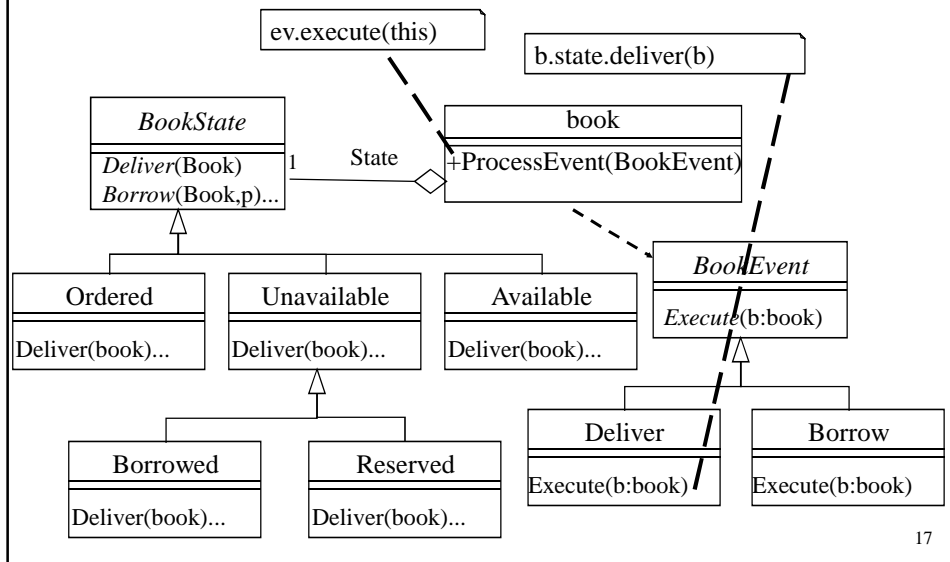 ev.execute(this)
b.state.deliver(b)
BookState
Deliver(Book)
Borrow(Book,p)...
1
State
book
+ProcessEvent(BookEvent)
BookEvent
Execute(b:book)
Ordered
Deliver(book)...
Unavailable
Deliver(book)...
Available
Deliver(book)...
Borrowed
Deliver(book)...
Reserved
Deliver(book)...
Deliver
Execute(b:book)
Borrow
Execute(b:book)
17